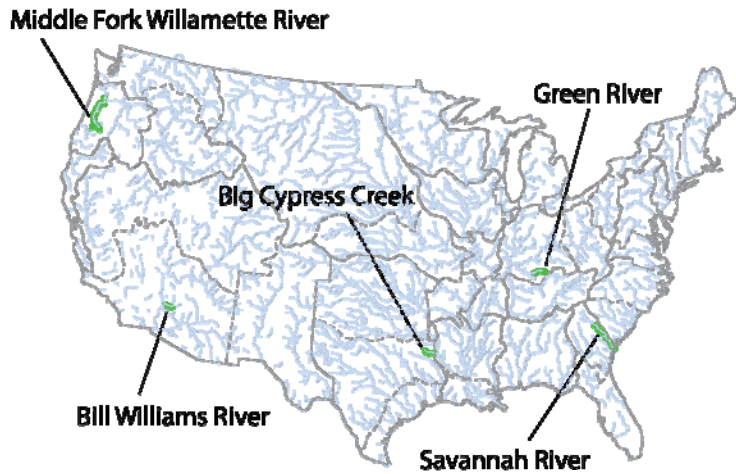 Middle Fork Willamette River
Green River
Big Cypress Creek
Bill Williams River
Savannah River